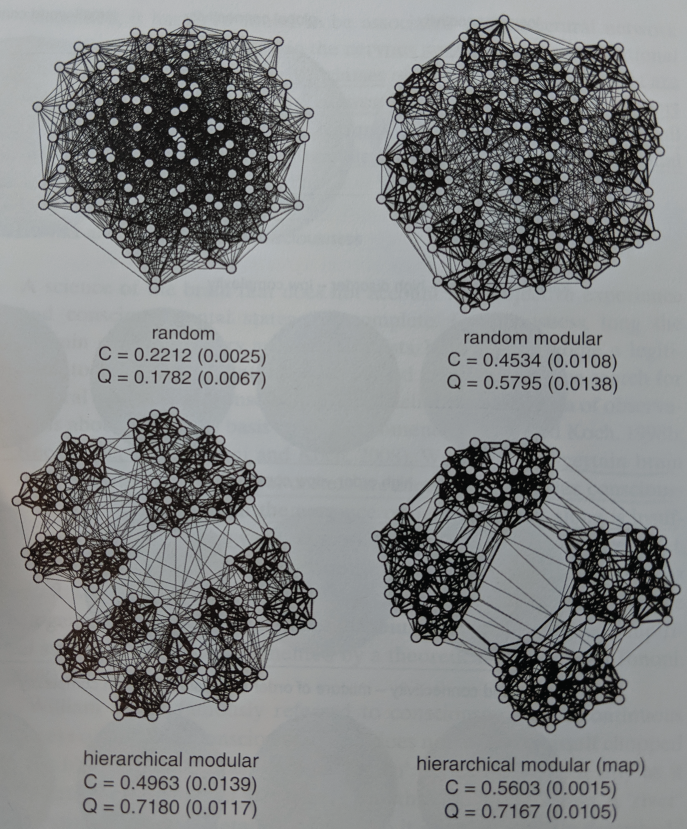 random
C = 0.2212 (0.0025)
Q = 0.1782 (0.0067)
random modular
C = 0.4534 (0.0108)
Q = 0.5795 (0.0138)
hierarchical modular
C = 0.4963 (0.0139)
Q = 0.7180 (0.0117)
hierarchical modular (map)
C = 0.5603 (0.0015)
Q = 0.7167 (0.0105)